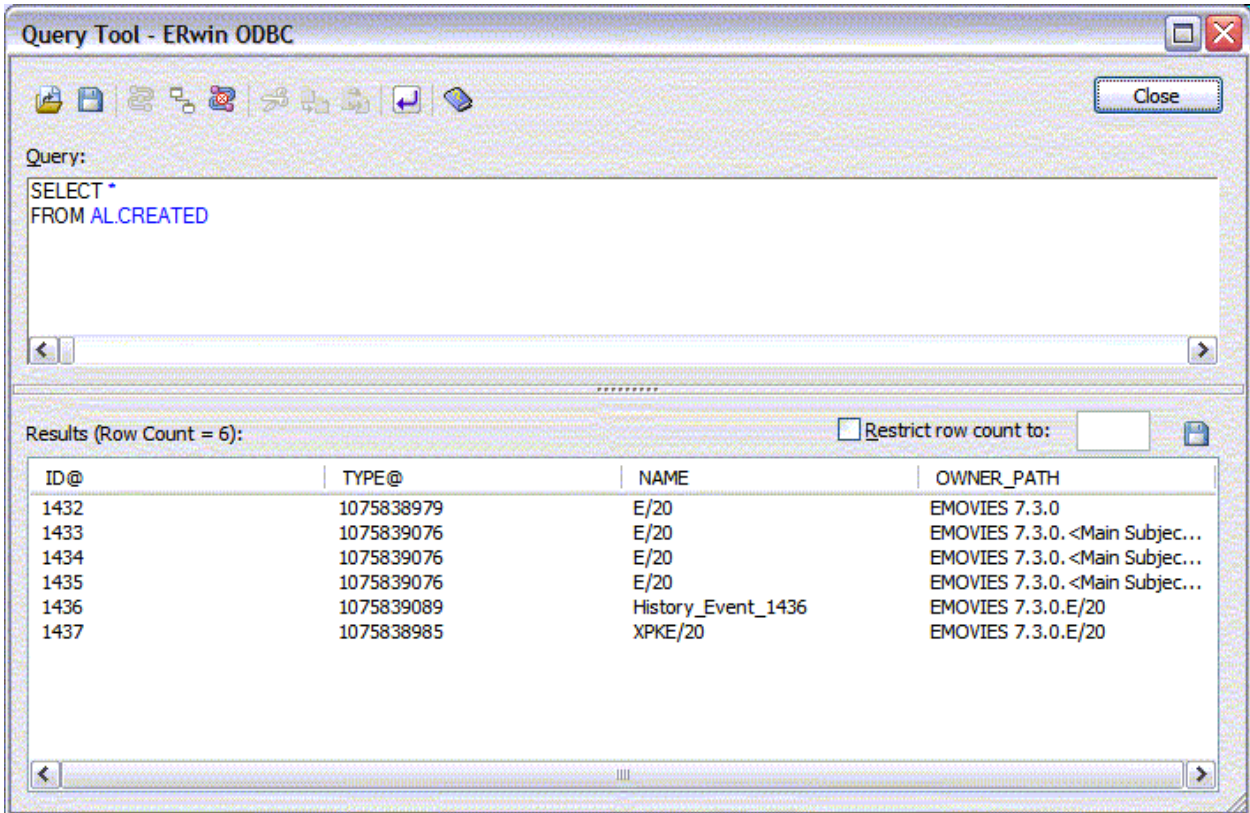 Query Tool - ERwin ODBC
Close
Query:
SELECT *
FROM AL.CREATED
Results (Row Count = 6):
Restrict row count to:
ID@ TYPE@ NAME OWNER_PATH
1432 1075838979 E/20 EMOVIES 7.3.0
1433 1075839076 E/20 EMOVIES 7.3.0.<Main Subjec...
1434 1075839076 E/20 EMOVIES 7.3.0.<Main Subjec...
1435 1075839076 E/20 EMOVIES 7.3.0.<Main Subjec...
1436 1075839089 History_Event_1436 EMOVIES 7.3.0.E/20
1437 1075838985 XPKE/20 EMOVIES 7.3.0.E/20